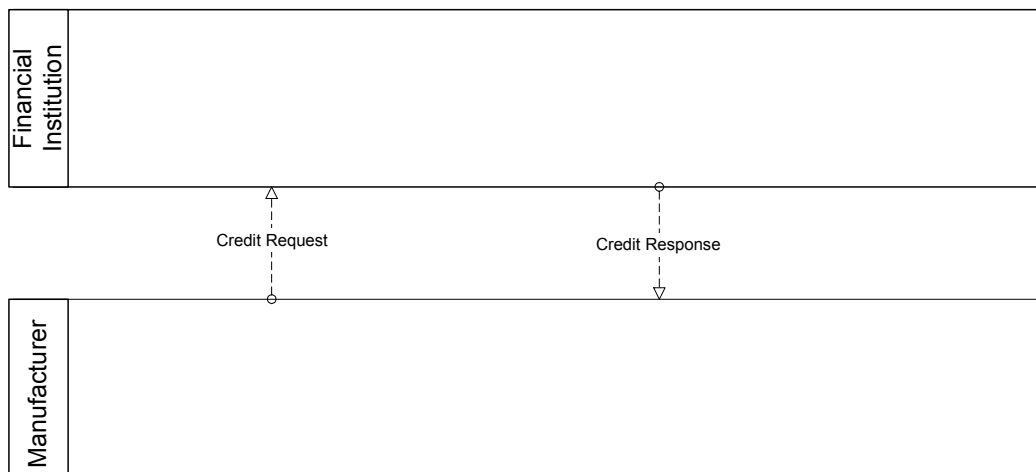 Financial
Institution
Credit Request
Credit Response
Manufacturer